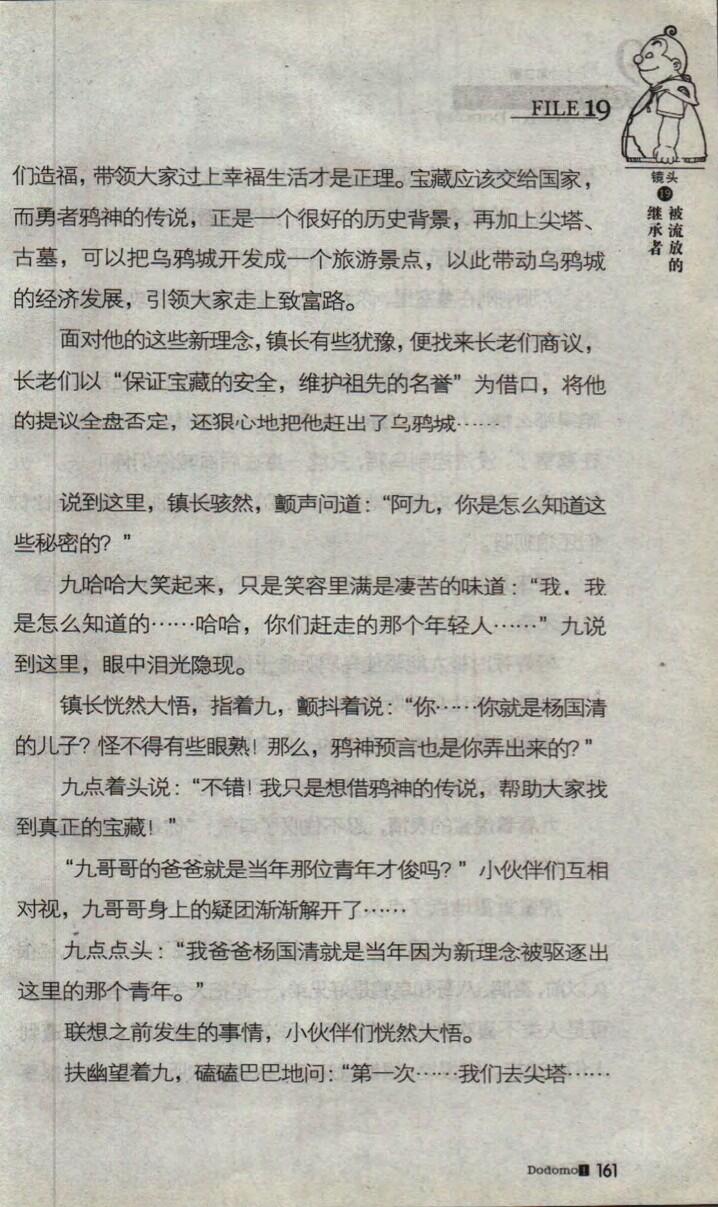 FILE 19
镜头
19
被流放的
继承者
们造福，带领大家过上幸福生活才是正理。宝藏应该交给国家，
而勇者鸦神的传说，正是一个很好的历史背景，再加上尖塔、
古墓，可以把乌鸦城开发成一个旅游景点，以此带动乌鸦城
的经济发展，引领大家走上致富路。
面对他的这些新理念，镇长有些犹豫，便找来长老们商议，
长老们以“保证宝藏的安全，维护祖先的名誉”为借口，将他
的提议全盘否定，还狠心地把他赶出了乌鸦城……
说到这里，镇长骇然，颤声问道：“阿九，你是怎么知道这
些秘密的？”
九哈哈大笑起来，只是笑容里满是凄苦的味道：“我，我
是怎么知道的……哈哈，你们赶走的那个年轻人……”九说
到这里，眼中泪光隐现。
镇长恍然大悟，指着九，颤抖着说：“你……你就是杨国清
的儿子？怪不得有些眼熟！那么，鸦神预言也是你弄出来的？”
九点着头说：“不错！我只是想借鸦神的传说，帮助大家找
到真正的宝藏！”
“九哥哥的爸爸就是当年那位青年才俊吗？”小伙伴们互相
对视，九哥哥身上的疑团渐渐解开了……
九点点头：“我爸爸杨国清就是当年因为新理念被驱逐出
这里的那个青年。”
联想之前发生的事情，小伙伴们恍然大悟。
扶幽望着九，磕磕巴巴地问：“第一次……我们去尖塔……
Dodomo 1 161